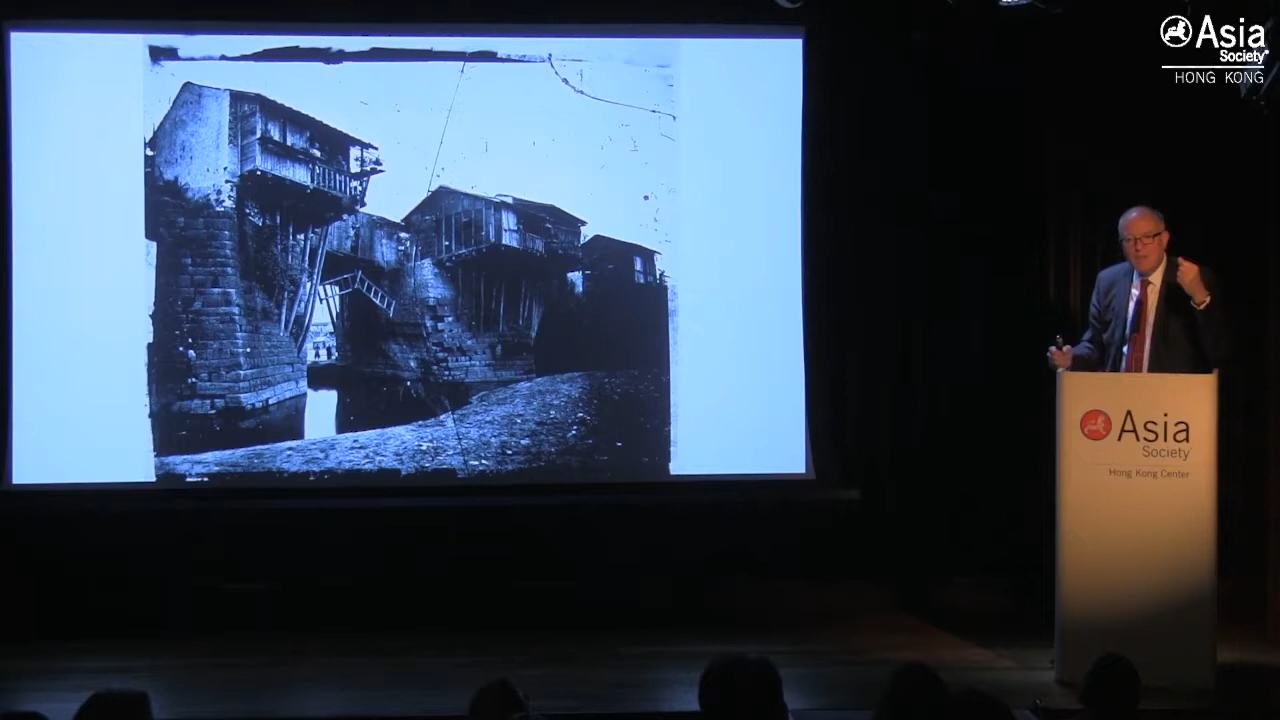 Asia
Society
HONG KONG
Asia
Society
Hong Kong Center